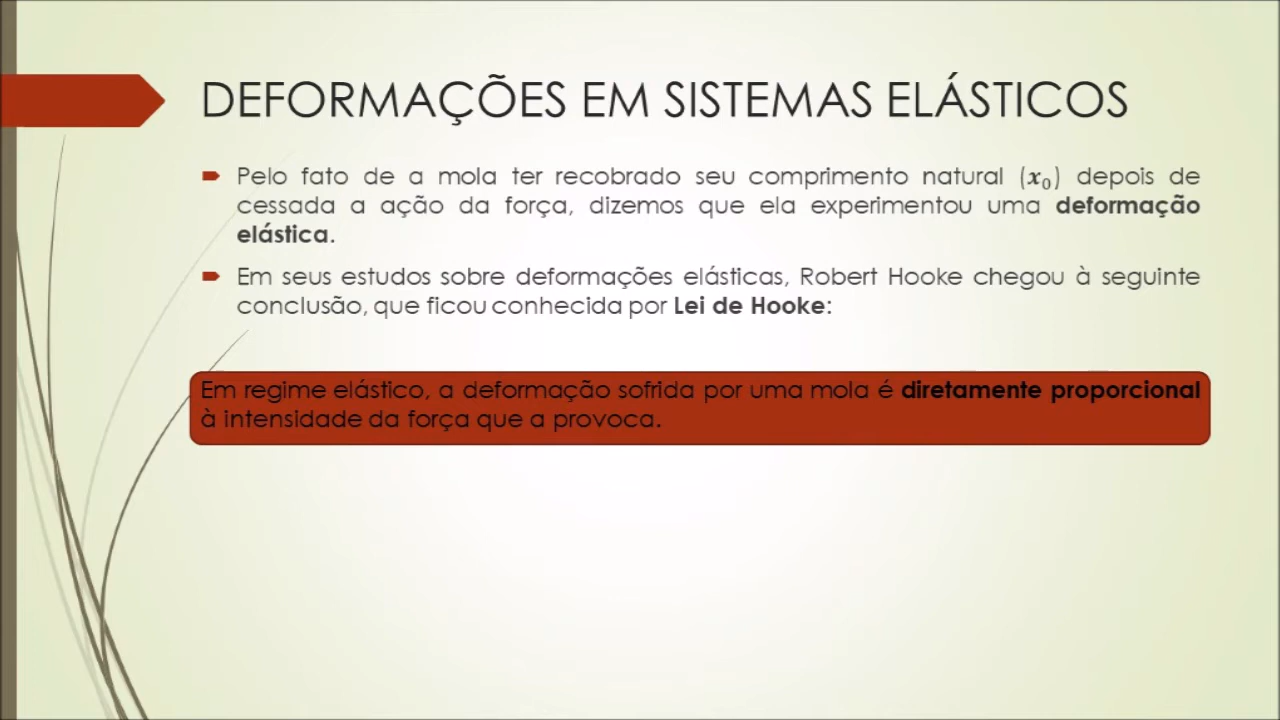 DEFORMAÇÕES EM SISTEMAS ELÁSTICOS
Pelo fato de a mola ter recobrado seu comprimento natural (x₀) depois de
cessada a ação da força, dizemos que ela experimentou uma deformação
elástica.
Em seus estudos sobre deformações elásticas, Robert Hooke chegou à seguinte
conclusão, que ficou conhecida por Lei de Hooke:
Em regime elástico, a deformação sofrida por uma mola é diretamente proporcional
à intensidade da força que a provoca.